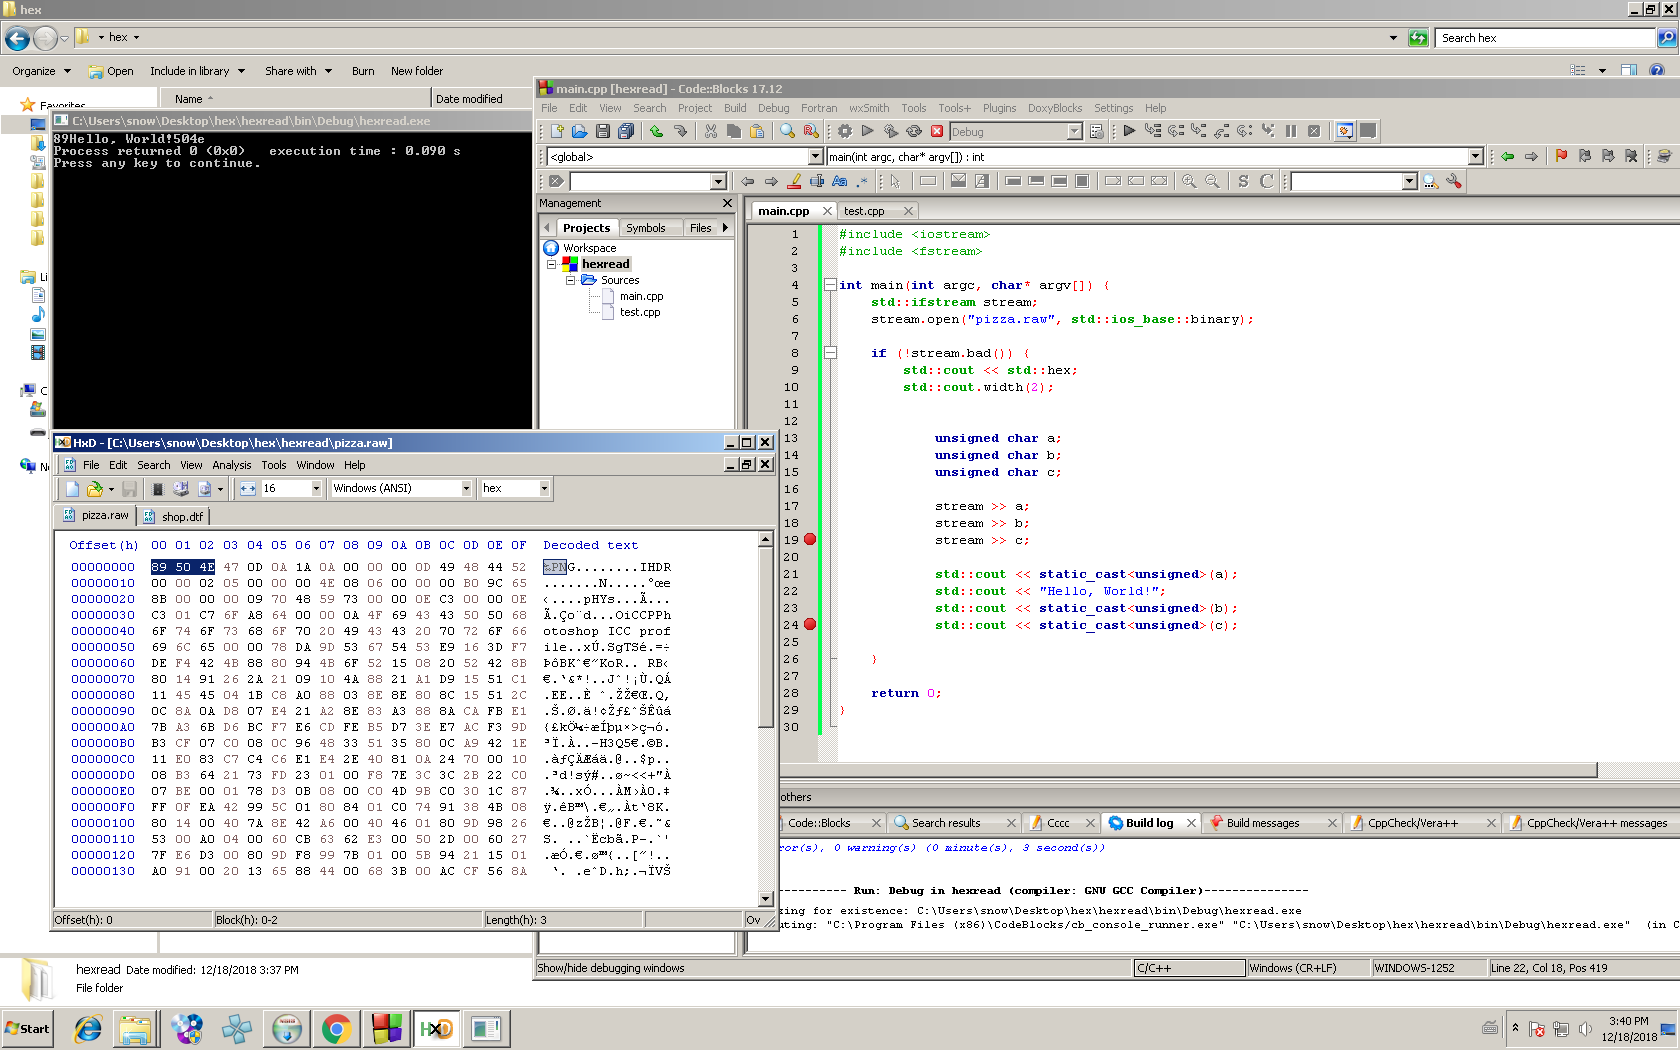 hex
hex
Search hex
Organize Open Include in library Share with Burn New folder
Name Date modified
Favorites
C:\Users\snow\Desktop\hex\hexread\bin\Debug\hexread.exe
89Hello, World!504e
Process returned 0 (0x0)   execution time : 0.090 s
Press any key to continue.
main.cpp [hexread] - Code::Blocks 17.12
File Edit View Search Project Build Debug Fortran wxSmith Tools Tools+ Plugins DoxyBlocks Settings Help
Debug
<global> main(int argc, char* argv[]) : int
Management
Projects Symbols Files
Workspace
hexread
Sources
main.cpp
test.cpp
main.cpp test.cpp
1 #include <iostream>
2 #include <fstream>
3
4 int main(int argc, char* argv[]) {
5 std::ifstream stream;
6 stream.open("pizza.raw", std::ios_base::binary);
7
8 if (!stream.bad()) {
9 std::cout << std::hex;
10 std::cout.width(2);
11
12
13 unsigned char a;
14 unsigned char b;
15 unsigned char c;
16
17 stream >> a;
18 stream >> b;
19 stream >> c;
20
21 std::cout << static_cast<unsigned>(a);
22 std::cout << "Hello, World!";
23 std::cout << static_cast<unsigned>(b);
24 std::cout << static_cast<unsigned>(c);
25
26 }
27
28 return 0;
29 }
30
HxD - [C:\Users\snow\Desktop\hex\hexread\pizza.raw]
File Edit Search View Analysis Tools Window Help
16 Windows (ANSI) hex
pizza.raw shop.dtf
Offset(h) 00 01 02 03 04 05 06 07 08 09 0A 0B 0C 0D 0E 0F Decoded text
00000000 89 50 4E 47 0D 0A 1A 0A 00 00 00 0D 49 48 44 52 ‰PNG........IHDR
00000010 00 00 02 05 00 00 00 4E 08 06 00 00 00 B0 9C 65 .......N.....°œe
00000020 8B 00 00 00 09 70 48 59 73 00 00 0E C3 00 00 0E ‹....pHYs...Ã...
00000030 C3 01 C7 6F A8 64 00 00 0A 4F 69 43 43 50 50 68 Ã.Ço¨d...OiCCPPh
00000040 6F 74 6F 73 68 6F 70 20 49 43 43 20 70 72 6F 66 otoshop ICC prof
00000050 69 6C 65 00 00 78 DA 9D 53 67 54 53 E9 16 3D F7 ile..xÚ.SgTSé.=÷
00000060 DE F4 42 4B 88 80 94 4B 6F 52 15 08 20 52 42 8B ÞôBKˆ€”KoR.. RB‹
00000070 80 14 91 26 2A 21 09 10 4A 88 21 A1 D9 15 51 C1 €.‘&*!..Jˆ!¡Ù.QÁ
00000080 11 45 45 04 1B C8 A0 88 03 8E 8E 80 8C 15 51 2C .EE..È ˆ.ŽŽ€Œ.Q,
00000090 0C 8A 0A D8 07 E4 21 A2 8E 83 A3 88 8A CA FB E1 .Š.Ø.ä!¢Žƒ£ˆŠÊûá
000000A0 7B A3 6B D6 BC F7 E6 CD FE B5 D7 3E E7 AC F3 9D {£kÖ¼÷æÍþµ×>ç¬ó.
000000B0 B3 CF 07 C0 08 0C 96 48 33 51 35 80 0C A9 42 1E ³Ï.À..–H3Q5€.©B.
000000C0 11 E0 83 C7 C4 C6 E1 E4 2E 40 81 0A 24 70 00 10 .àƒÇÄÆáä.@..$p..
000000D0 08 B3 64 21 73 FD 23 01 00 F8 7E 3C 3C 2B 22 C0 .³d!sý#..ø~<<+"À
000000E0 07 BE 00 01 78 D3 0B 08 00 C0 4D 9B C0 30 1C 87 .¾..xÓ...ÀM›À0.‡
000000F0 FF 0F EA 42 99 5C 01 80 84 01 C0 74 91 38 4B 08 ÿ.êB™\.€„.Àt‘8K.
00000100 80 14 00 40 7A 8E 42 A6 00 40 46 01 80 9D 98 26 €..@zŽB¦.@F.€.˜&
00000110 53 00 A0 04 00 60 CB 63 62 E3 00 50 2D 00 60 27 S. ..`Ëcbã.P-.`'
00000120 7F E6 D3 00 80 9D F8 99 7B 01 00 5B 94 21 15 01 .æÓ.€.ø™{..[”!..
00000130 A0 91 00 20 13 65 88 44 00 68 3B 00 AC CF 56 8A  ‘. .eˆD.h;.¬ÏVŠ
Offset(h): 0 Block(h): 0-2 Length(h): 3 Ov
others
Code::Blocks Search results Cccc Build log Build messages CppCheck/Vera++ CppCheck/Vera++ messages
ror(s), 0 warning(s) (0 minute(s), 3 second(s))
----------- Run: Debug in hexread (compiler: GNU GCC Compiler)---------------
king for existence: C:\Users\snow\Desktop\hex\hexread\bin\Debug\hexread.exe
uting: "C:\Program Files (x86)\CodeBlocks/cb_console_runner.exe" "C:\Users\snow\Desktop\hex\hexread\bin\Debug\hexread.exe"  (in C
Show/hide debugging windows C/C++ Windows (CR+LF) WINDOWS-1252 Line 22, Col 18, Pos 419
hexread Date modified: 12/18/2018 3:37 PM
File folder
Start
3:40 PM
12/18/2018